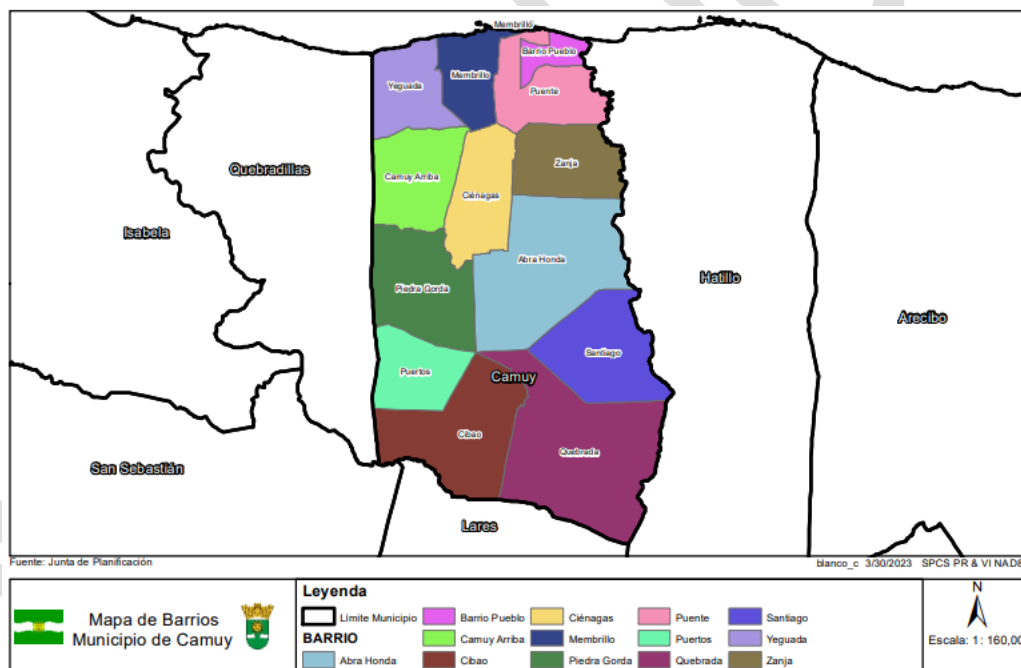 Membrillo
Barrio Pueblo
Yeguada
Membrillo
Puente
Zanja
Quebradillas
Camuy Arriba
Ciénagas
Isabela
Abra Honda
Hatillo
Piedra Gorda
Arecibo
Santiago
Puertos
Camuy
Cibao
Quebrada
San Sebastián
Lares
Fuente: Junta de Planificación
blanco_c 3/30/2023 SPCS PR & VI NAD8
Mapa de Barrios
Municipio de Camuy
Leyenda
Límite Municipio
BARRIO
Abra Honda
Barrio Pueblo
Camuy Arriba
Cibao
Ciénagas
Membrillo
Piedra Gorda
Puente
Puertos
Quebrada
Santiago
Yeguada
Zanja
N
Escala: 1: 160,00